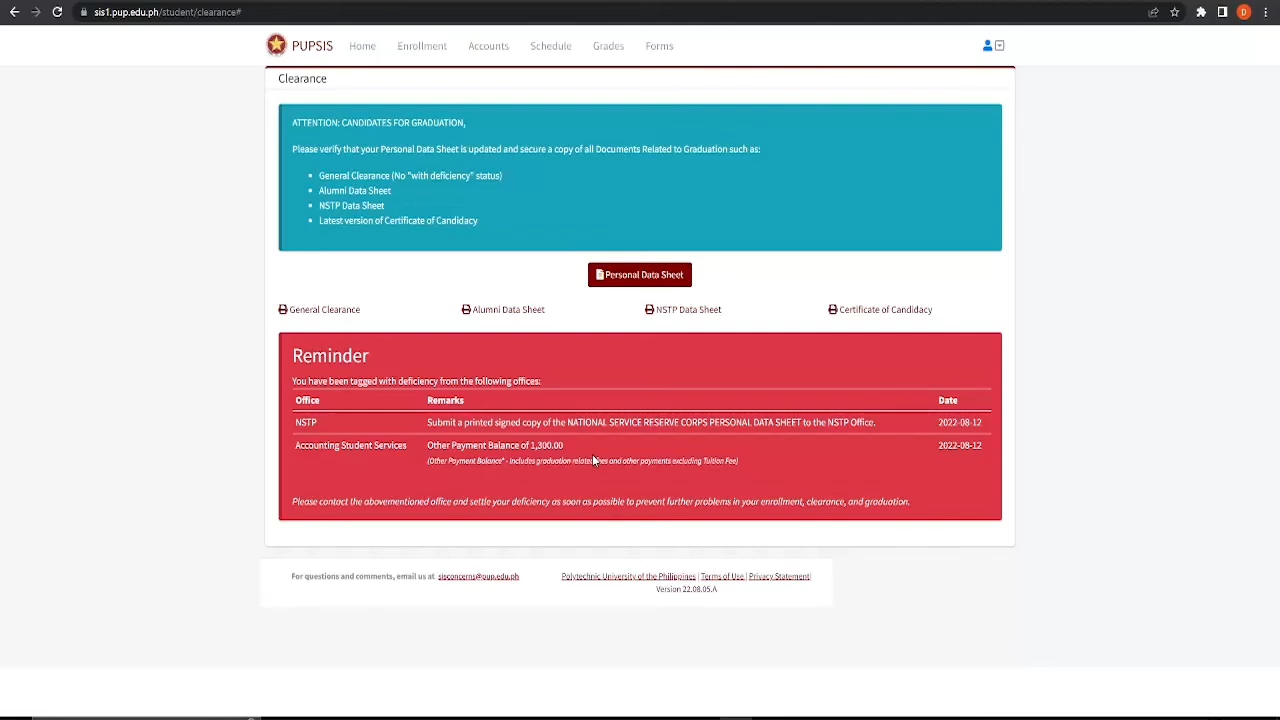 sis1.pup.edu.ph/student/clearance#
D
PUPSIS Home Enrollment Accounts Schedule Grades Forms
Clearance
ATTENTION: CANDIDATES FOR GRADUATION,
Please verify that your Personal Data Sheet is updated and secure a copy of all Documents Related to Graduation such as:
General Clearance (No "with deficiency" status)
Alumni Data Sheet
NSTP Data Sheet
Latest version of Certificate of Candidacy
Personal Data Sheet
General Clearance Alumni Data Sheet NSTP Data Sheet Certificate of Candidacy
Reminder
You have been tagged with deficiency from the following offices:
Office Remarks Date
NSTP Submit a printed signed copy of the NATIONAL SERVICE RESERVE CORPS PERSONAL DATA SHEET to the NSTP Office. 2022-08-12
Accounting Student Services Other Payment Balance of 1,300.00 2022-08-12
(Other Payment Balance* - Includes graduation related and other payments excluding Tuition Fee)
Please contact the abovementioned office and settle your deficiency as soon as possible to prevent further problems in your enrollment, clearance, and graduation.
For questions and comments, email us at sisconcerns@pup.edu.ph Polytechnic University of the Philippines | Terms of Use | Privacy Statement|
Version 22.08.05.A